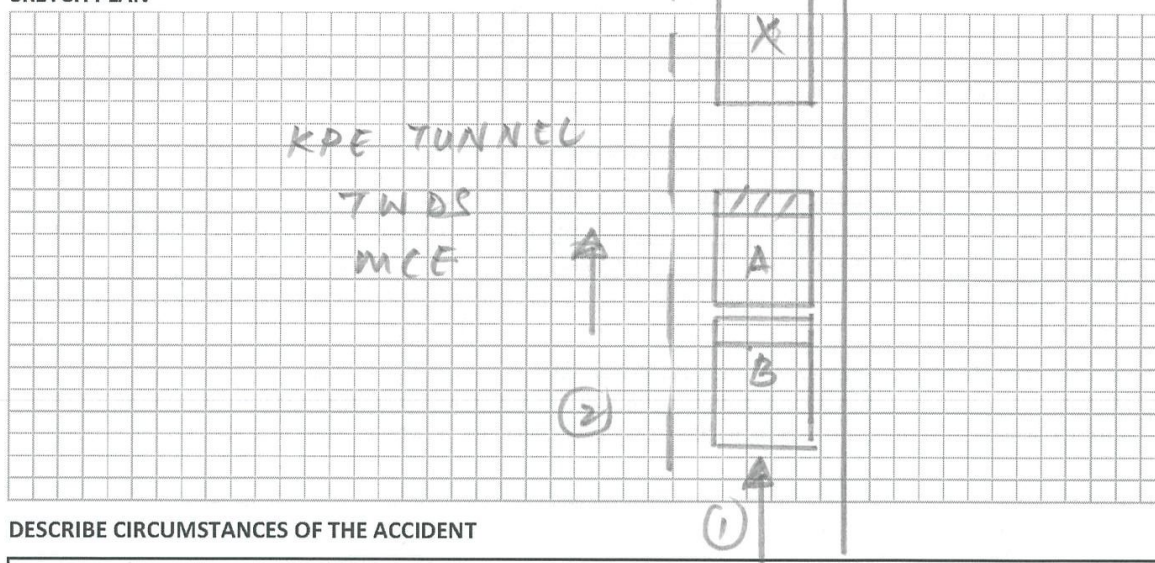 SKETCH PLAN
X
KPE TUNNEL
TWDS
MCE
A
B
2
1
DESCRIBE CIRCUMSTANCES OF THE ACCIDENT